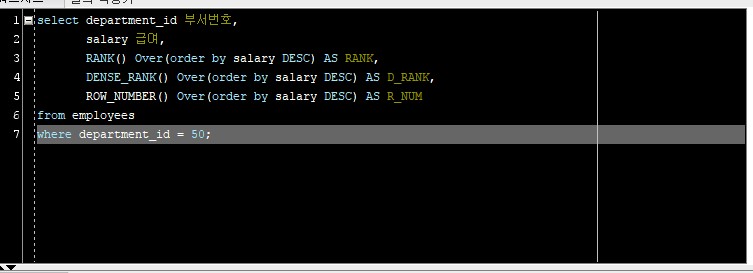 1 select department_id 부서번호,
2 salary 급여,
3 RANK() Over(order by salary DESC) AS RANK,
4 DENSE_RANK() Over(order by salary DESC) AS D_RANK,
5 ROW_NUMBER() Over(order by salary DESC) AS R_NUM
6 from employees
7 where department_id = 50;